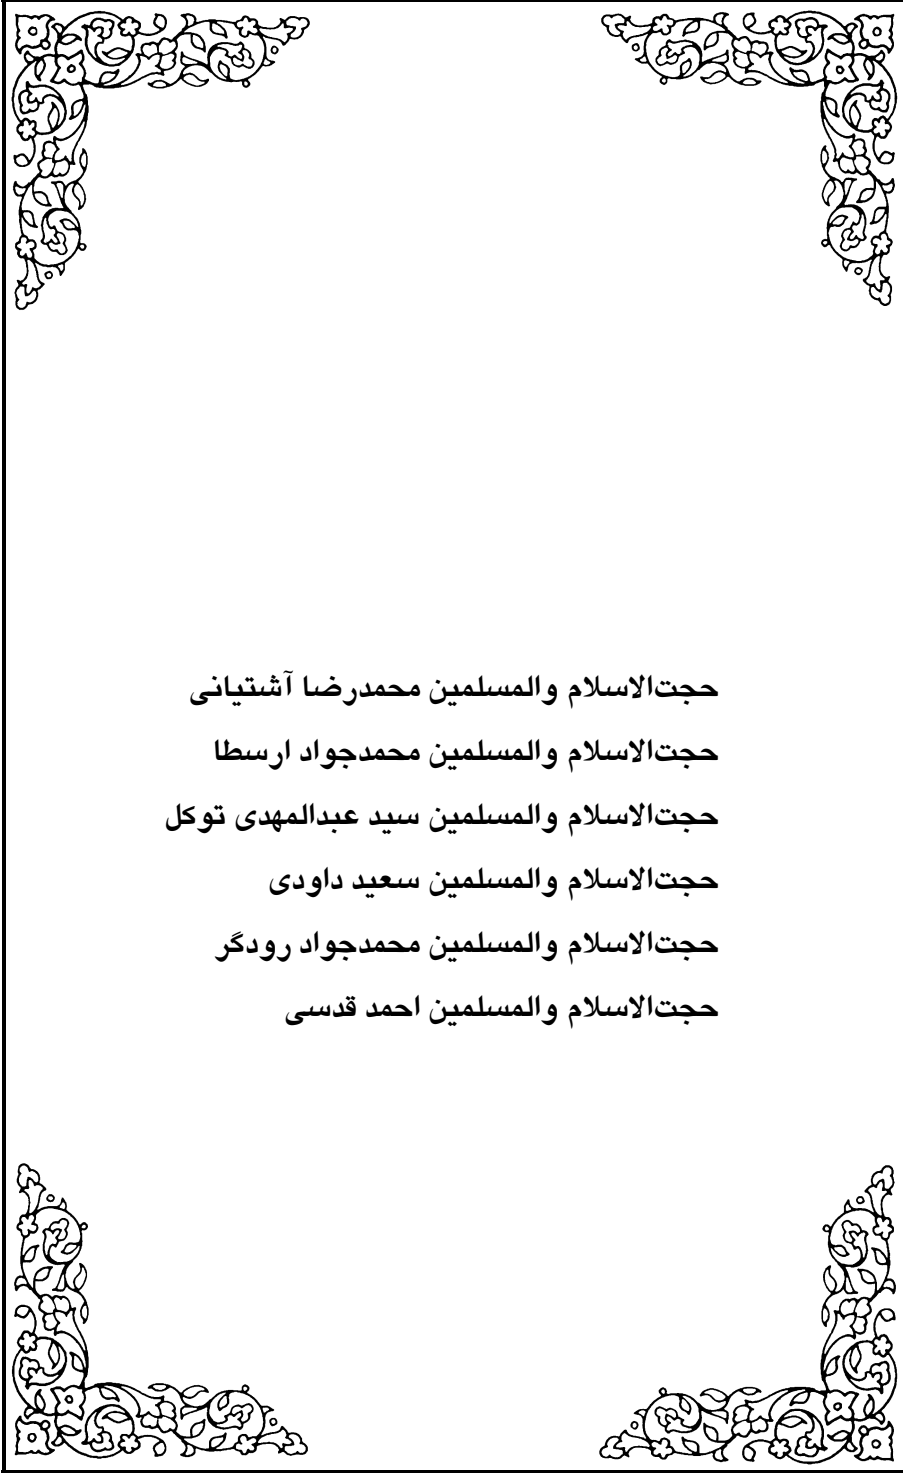 حجت‌الاسلام والمسلمین محمدرضا آشتیانی
حجت‌الاسلام والمسلمین محمدجواد ارسطا
حجت‌الاسلام والمسلمین سید عبدالمهدی توکل
حجت‌الاسلام والمسلمین سعید داودی
حجت‌الاسلام والمسلمین محمدجواد رودگر
حجت‌الاسلام والمسلمین احمد قدسی